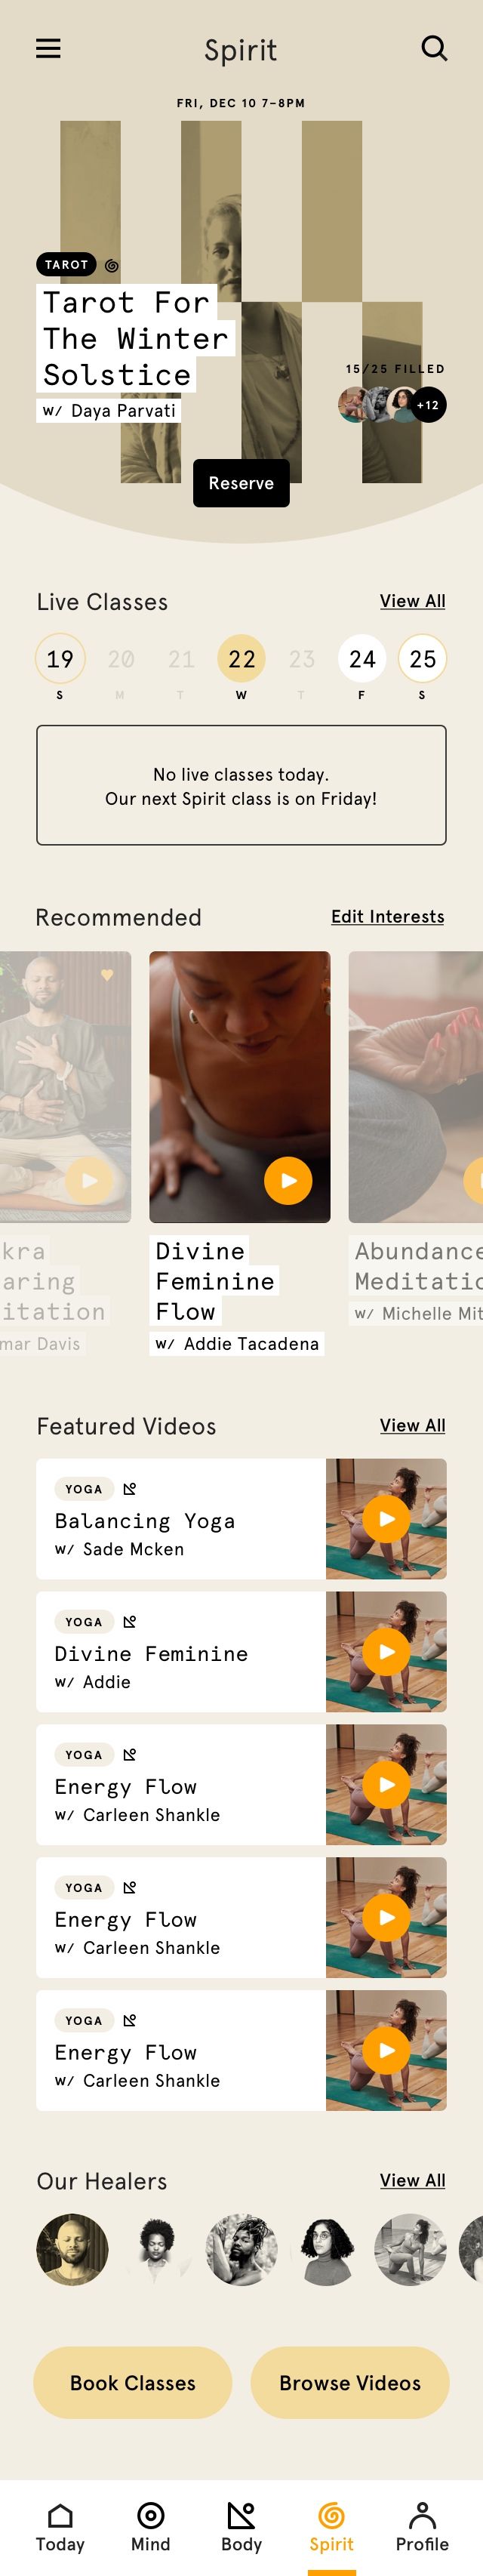 Spirit
FRI, DEC 10 7–8PM
TAROT
Tarot For
The Winter
Solstice
w/ Daya Parvati
15/25 FILLED
+12
Reserve
Live Classes
View All
19 20 21 22 23 24 25
S M T W T F S
No live classes today.
Our next Spirit class is on Friday!
Recommended
Edit Interests
kra
aring
itation
mar Davis
Divine
Feminine
Flow
w/ Addie Tacadena
Abundance
Meditatio
w/ Michelle Mit
Featured Videos
View All
YOGA
Balancing Yoga
w/ Sade Mcken
YOGA
Divine Feminine
w/ Addie
YOGA
Energy Flow
w/ Carleen Shankle
YOGA
Energy Flow
w/ Carleen Shankle
YOGA
Energy Flow
w/ Carleen Shankle
Our Healers
View All
Book Classes
Browse Videos
Today Mind Body Spirit Profile